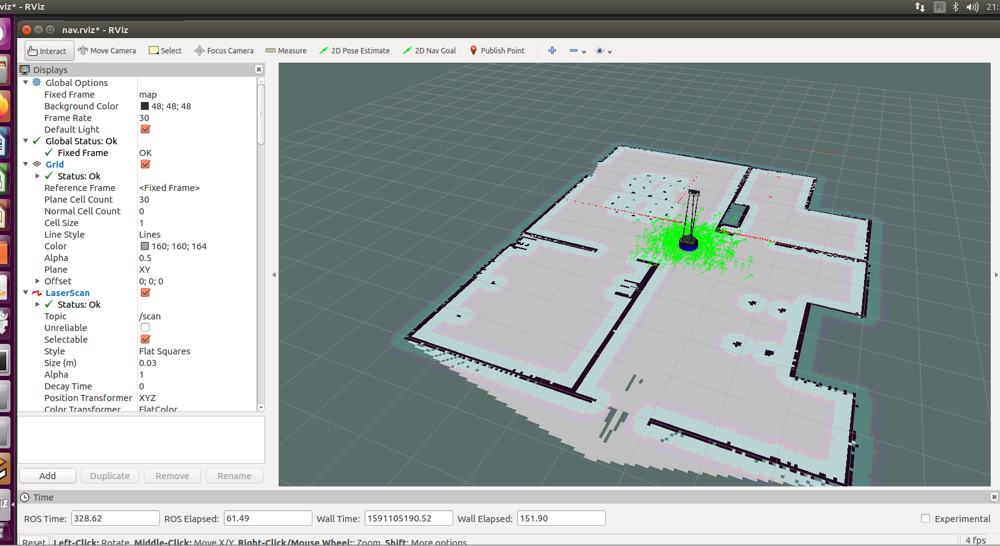 viz* - RViz
Pi
21:
nav.rviz* - RViz
Interact Move Camera Select Focus Camera Measure 2D Pose Estimate 2D Nav Goal Publish Point
Displays
Global Options
Fixed Frame map
Background Color 48; 48; 48
Frame Rate 30
Default Light
Global Status: Ok
Fixed Frame OK
Grid
Status: Ok
Reference Frame <Fixed Frame>
Plane Cell Count 30
Normal Cell Count 0
Cell Size 1
Line Style Lines
Color 160; 160; 164
Alpha 0.5
Plane XY
Offset 0; 0; 0
LaserScan
Status: Ok
Topic /scan
Unreliable
Selectable
Style Flat Squares
Size (m) 0.03
Alpha 1
Decay Time 0
Position Transformer XYZ
Color Transformer FlatColor
Add Duplicate Remove Rename
Time
ROS Time: 328.62 ROS Elapsed: 61.49 Wall Time: 1591105190.52 Wall Elapsed: 151.90 Experimental
Reset Left-Click: Rotate. Middle-Click: Move X/Y. Right-Click/Mouse Wheel:: Zoom. Shift: More options. 4 fps